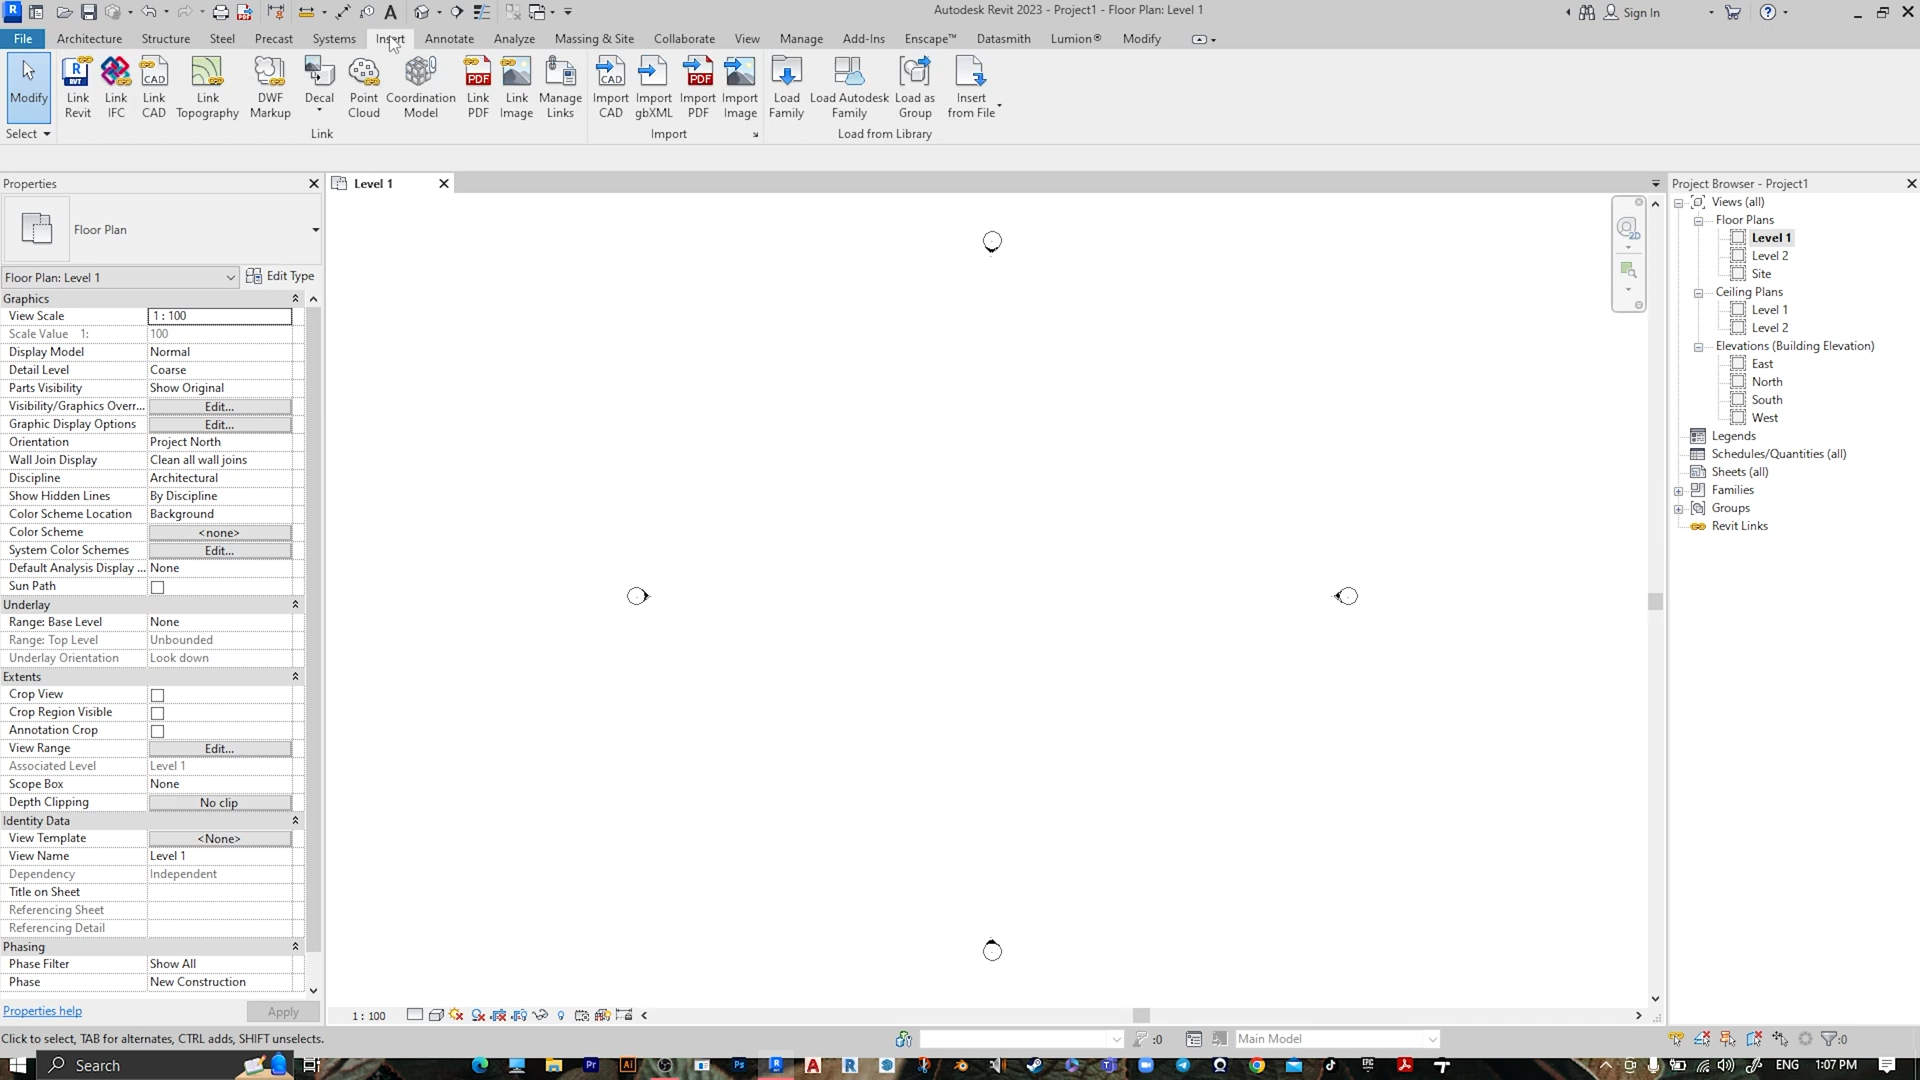 Autodesk Revit 2023 - Project1 - Floor Plan: Level 1
Sign In
File Architecture Structure Steel Precast Systems Insert Annotate Analyze Massing & Site Collaborate View Manage Add-Ins Enscape™ Datasmith Lumion® Modify
Modify
Link Revit
Link IFC
Link CAD
Link Topography
DWF Markup
Decal
Point Cloud
Coordination Model
Link PDF
Link Image
Manage Links
Import CAD
Import gbXML
Import PDF
Import Image
Load Family
Load Autodesk Family
Load as Group
Insert from File
Select
Link
Import
Load from Library
Properties
Floor Plan
Floor Plan: Level 1
Edit Type
Graphics
View Scale 1 : 100
Scale Value 1: 100
Display Model Normal
Detail Level Coarse
Parts Visibility Show Original
Visibility/Graphics Overr... Edit...
Graphic Display Options Edit...
Orientation Project North
Wall Join Display Clean all wall joins
Discipline Architectural
Show Hidden Lines By Discipline
Color Scheme Location Background
Color Scheme <none>
System Color Schemes Edit...
Default Analysis Display ... None
Sun Path
Underlay
Range: Base Level None
Range: Top Level Unbounded
Underlay Orientation Look down
Extents
Crop View
Crop Region Visible
Annotation Crop
View Range Edit...
Associated Level Level 1
Scope Box None
Depth Clipping No clip
Identity Data
View Template <None>
View Name Level 1
Dependency Independent
Title on Sheet
Referencing Sheet
Referencing Detail
Phasing
Phase Filter Show All
Phase New Construction
Properties help
Apply
Level 1
2D
1 : 100
Project Browser - Project1
Views (all)
Floor Plans
Level 1
Level 2
Site
Ceiling Plans
Level 1
Level 2
Elevations (Building Elevation)
East
North
South
West
Legends
Schedules/Quantities (all)
Sheets (all)
Families
Groups
Revit Links
Click to select, TAB for alternates, CTRL adds, SHIFT unselects.
:0
Main Model
:0
Search
ENG 1:07 PM